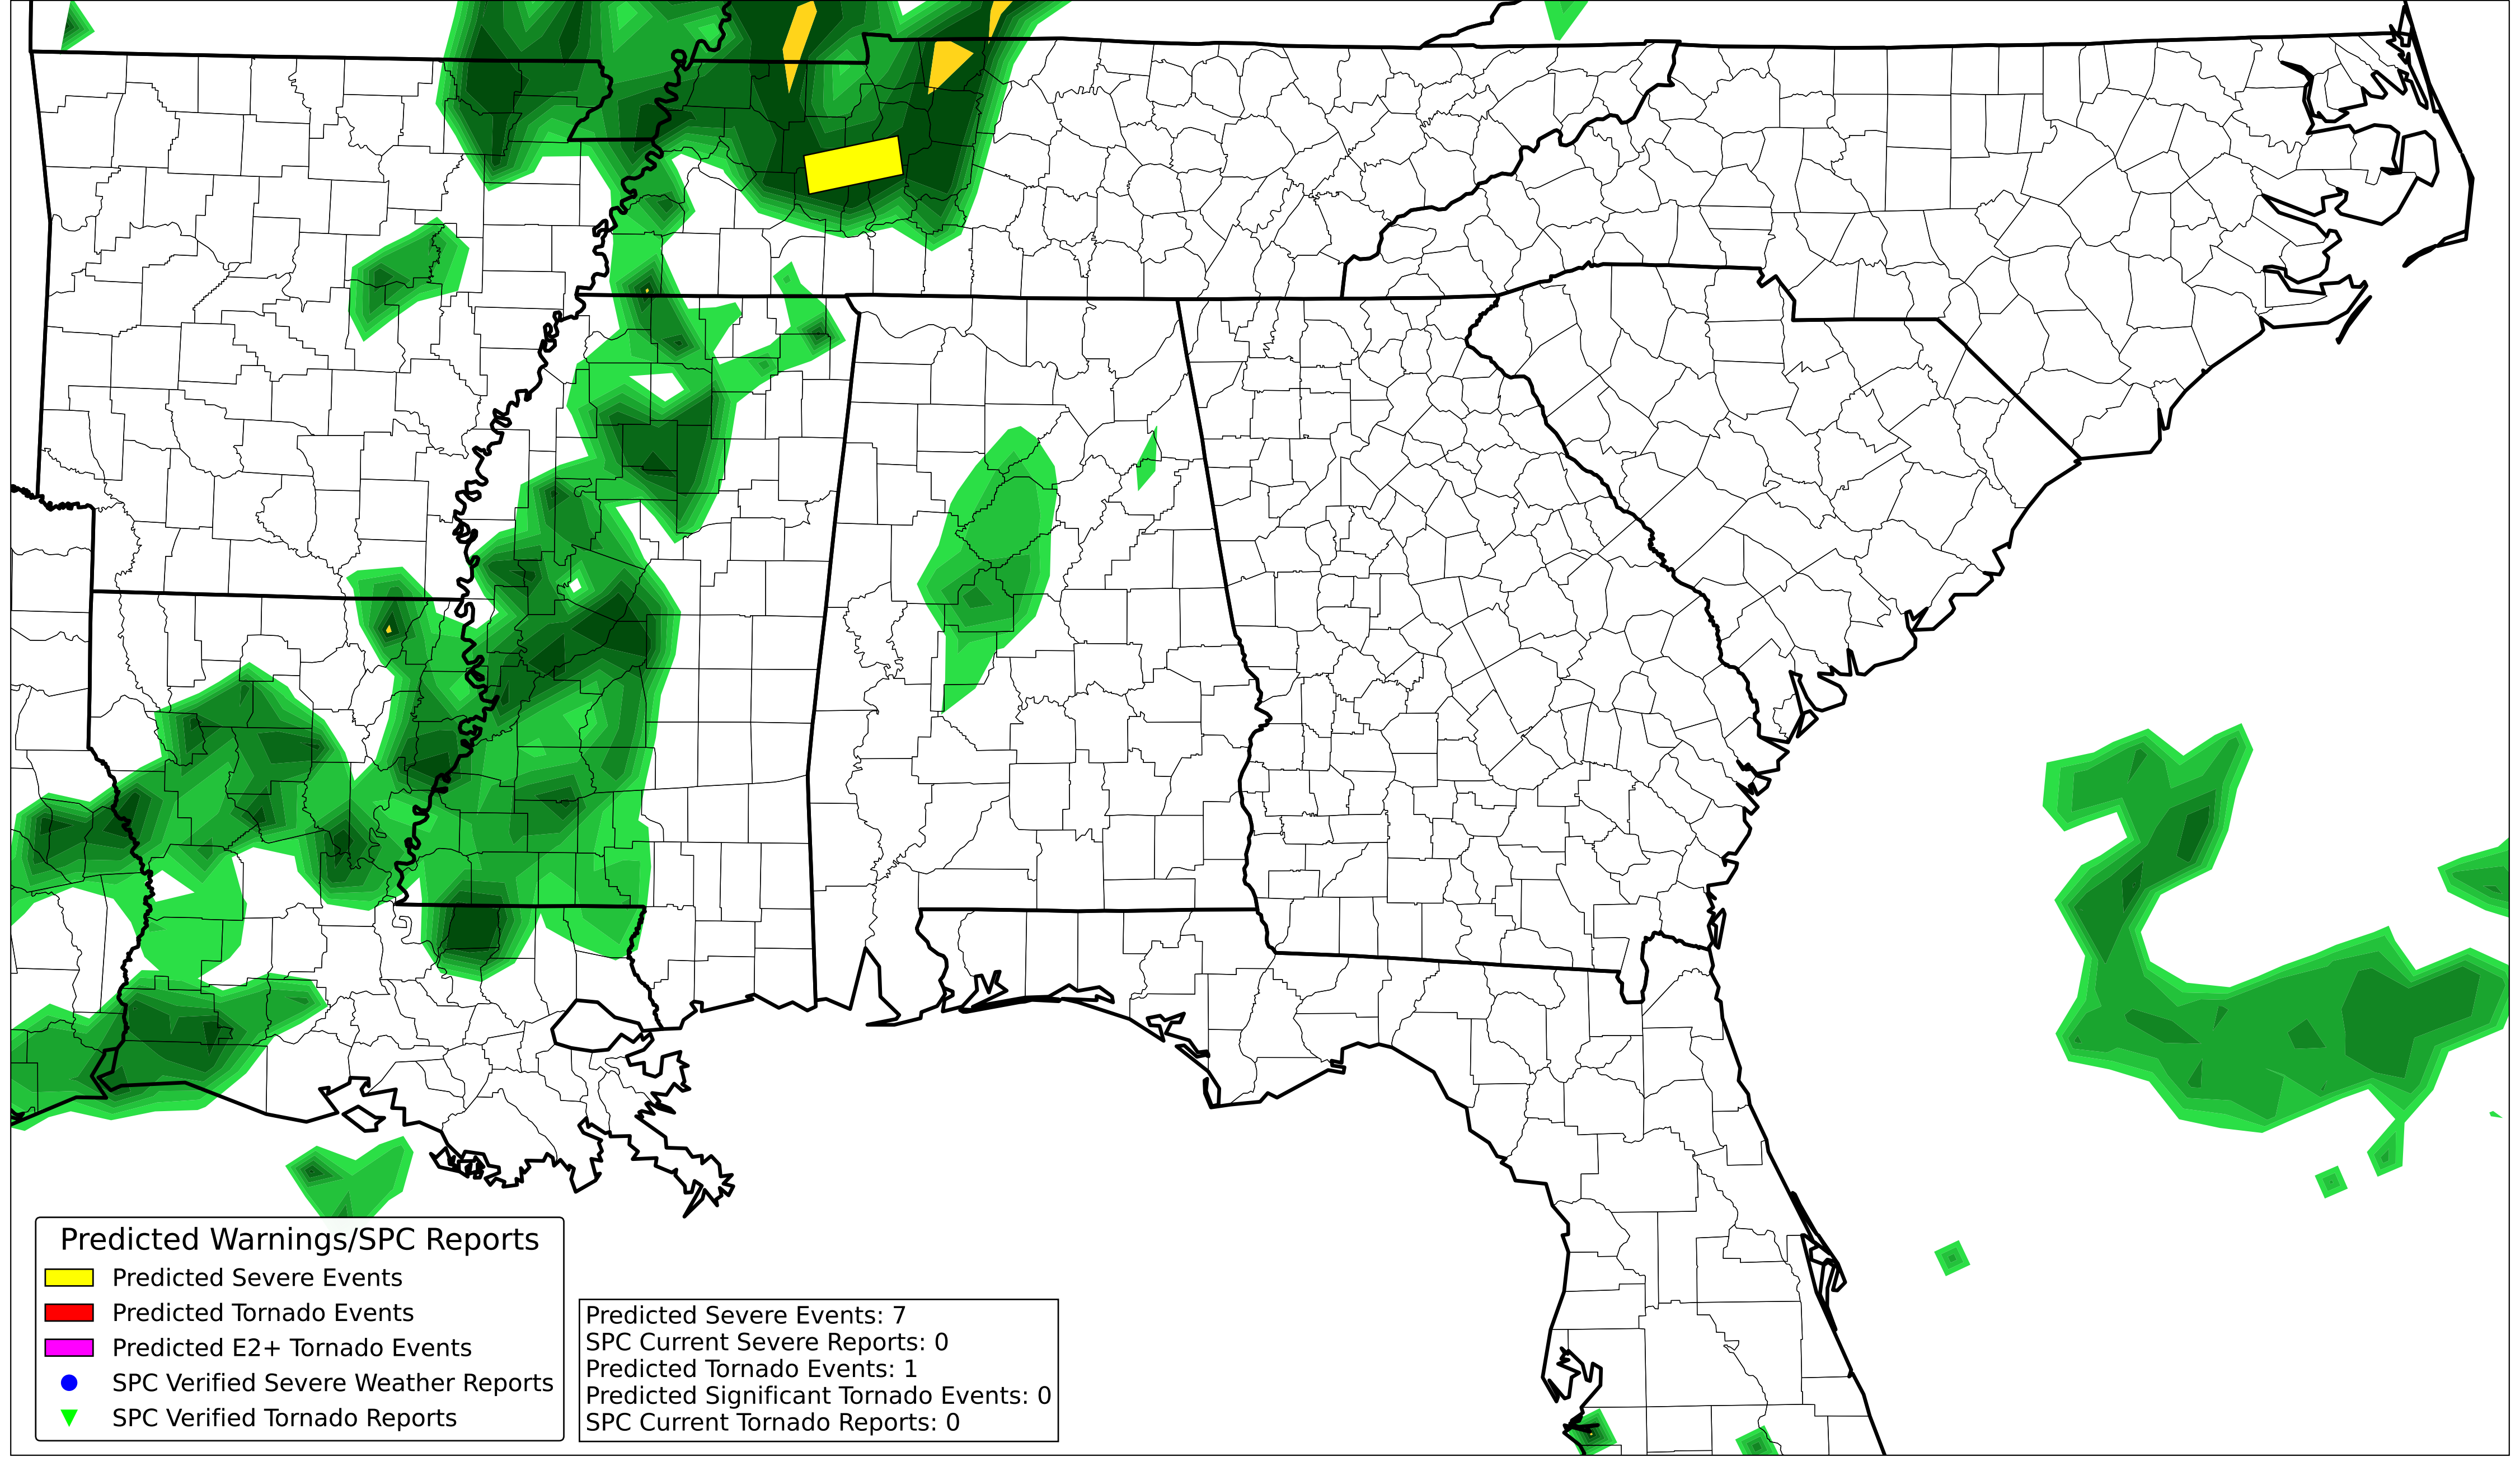 Predicted Warnings/SPC Reports
Predicted Severe Events
Predicted Tornado Events
Predicted E2+ Tornado Events
SPC Verified Severe Weather Reports
SPC Verified Tornado Reports
Predicted Severe Events: 7
SPC Current Severe Reports: 0
Predicted Tornado Events: 1
Predicted Significant Tornado Events: 0
SPC Current Tornado Reports: 0